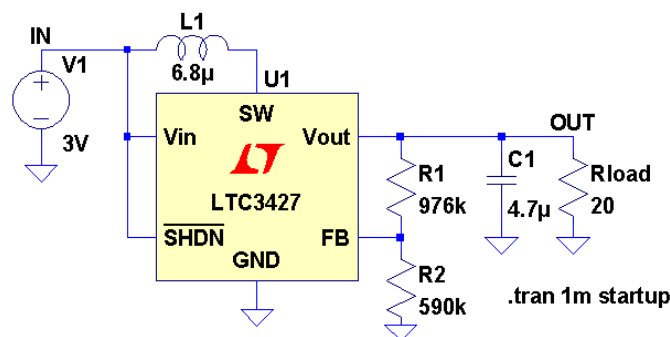 IN
L1
V1
6.8µ
U1
SW
3V
Vin
Vout
OUT
R1
C1
Rload
LTC3427
976k
4.7µ
20
SHDN
FB
GND
R2
590k
.tran 1m startup